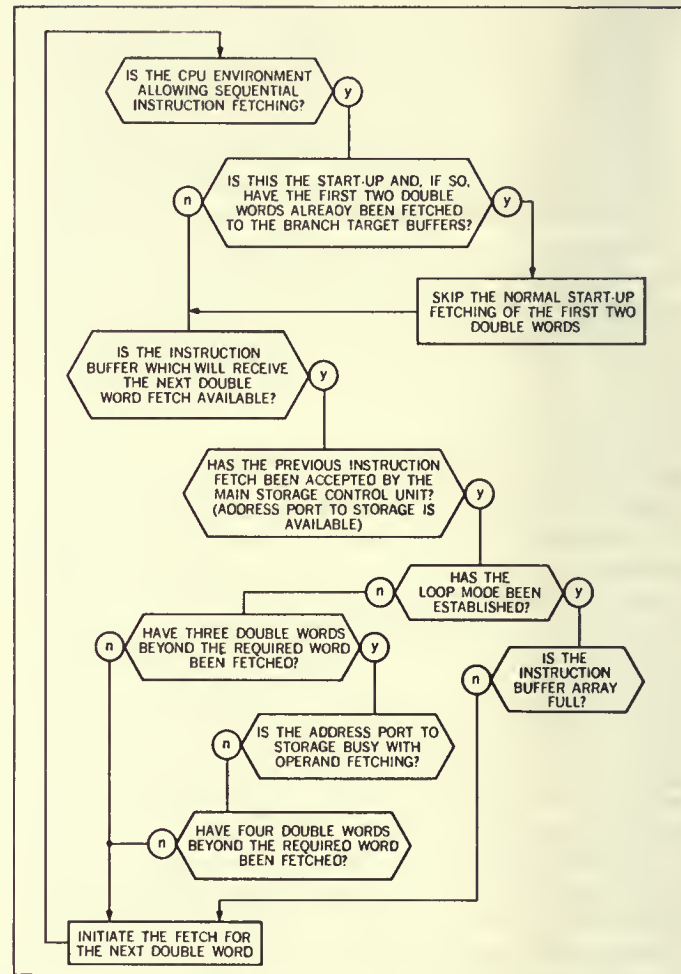 IS THE CPU ENVIRONMENT
ALLOWING SEQUENTIAL
INSTRUCTION FETCHING?
y
IS THIS THE START-UP AND, IF SO,
HAVE THE FIRST TWO DOUBLE
WORDS ALREADY BEEN FETCHED
TO THE BRANCH TARGET BUFFERS?
n
y
SKIP THE NORMAL START-UP
FETCHING OF THE FIRST TWO
DOUBLE WORDS
IS THE INSTRUCTION
BUFFER WHICH WILL RECEIVE
THE NEXT DOUBLE
WORD FETCH AVAILABLE?
y
HAS THE PREVIOUS INSTRUCTION
FETCH BEEN ACCEPTED BY THE
MAIN STORAGE CONTROL UNIT?
(ADDRESS PORT TO STORAGE IS
AVAILABLE)
y
HAS THE
LOOP MODE BEEN
ESTABLISHED?
n
y
HAVE THREE DOUBLE WORDS
BEYOND THE REQUIRED WORD
BEEN FETCHED?
n
y
IS THE
INSTRUCTION
BUFFER ARRAY
FULL?
n
IS THE ADDRESS PORT TO
STORAGE BUSY WITH
OPERAND FETCHING?
n
HAVE FOUR DOUBLE WORDS
BEYOND THE REQUIRED WORD
BEEN FETCHED?
n
INITIATE THE FETCH FOR
THE NEXT DOUBLE WORD